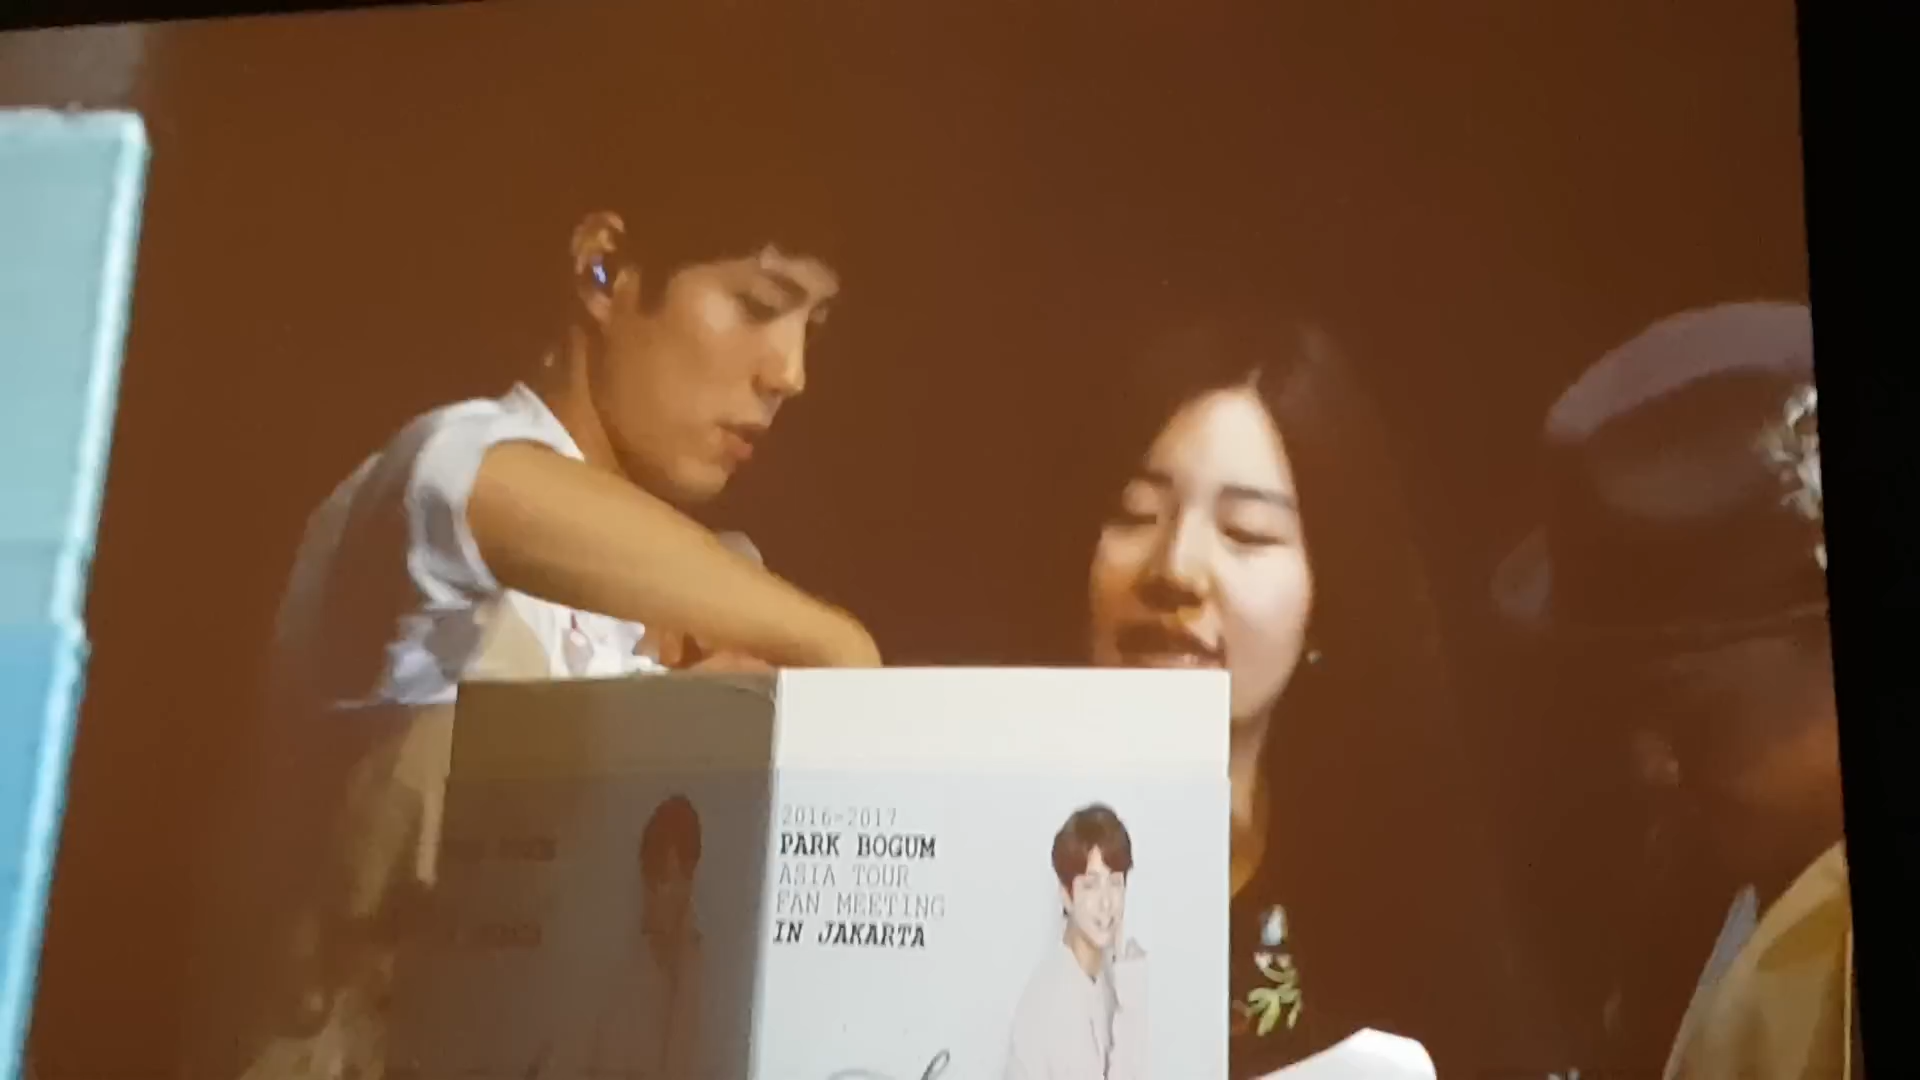 2016-2017
PARK BOGUM
ASIA TOUR
FAN MEETING
IN JAKARTA